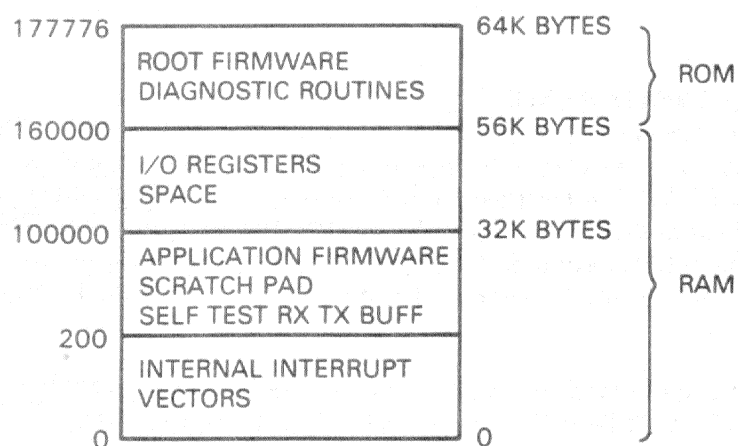 177776 64K BYTES
ROOT FIRMWARE
DIAGNOSTIC ROUTINES
ROM
160000 56K BYTES
I/O REGISTERS
SPACE
100000 32K BYTES
APPLICATION FIRMWARE
SCRATCH PAD
RAM
SELF TEST RX TX BUFF
200
INTERNAL INTERRUPT
VECTORS
0 0